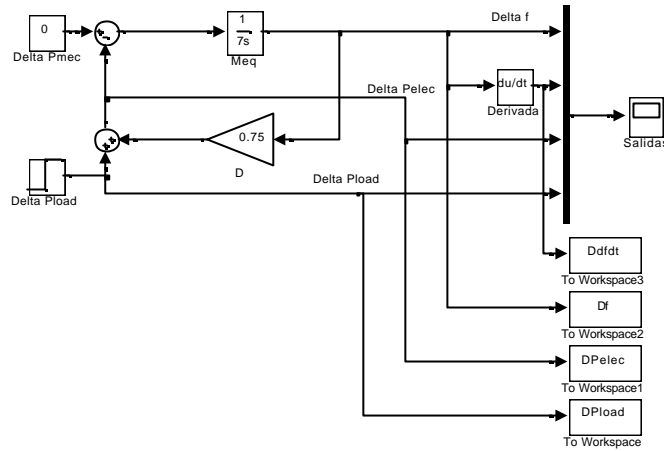 Delta f
1
0
7s
Delta Pmec
Meq
du/dt
Delta Pelec
Derivada
0.75
Salidas
D
Delta Pload
Delta Pload
Ddfdt
To Workspace3
Df
To Workspace2
DPelec
To Workspace1
DPload
To Workspace